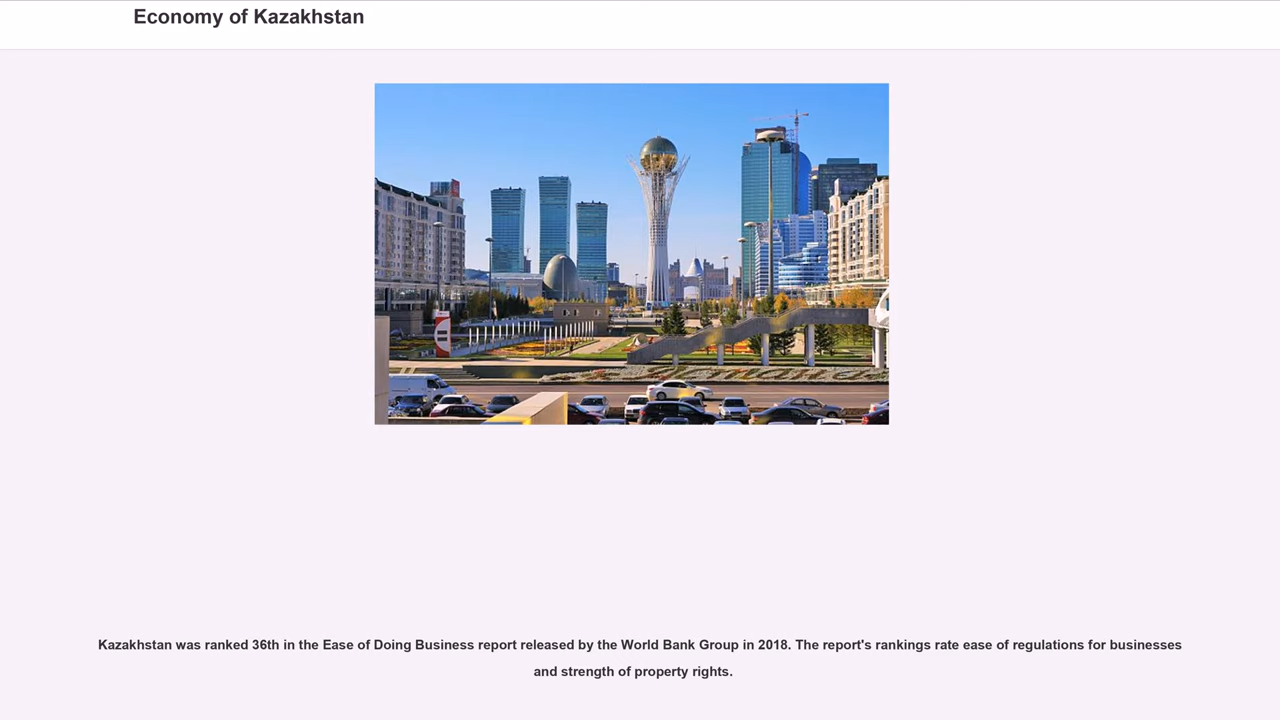 Economy of Kazakhstan
Kazakhstan was ranked 36th in the Ease of Doing Business report released by the World Bank Group in 2018. The report's rankings rate ease of regulations for businesses
and strength of property rights.